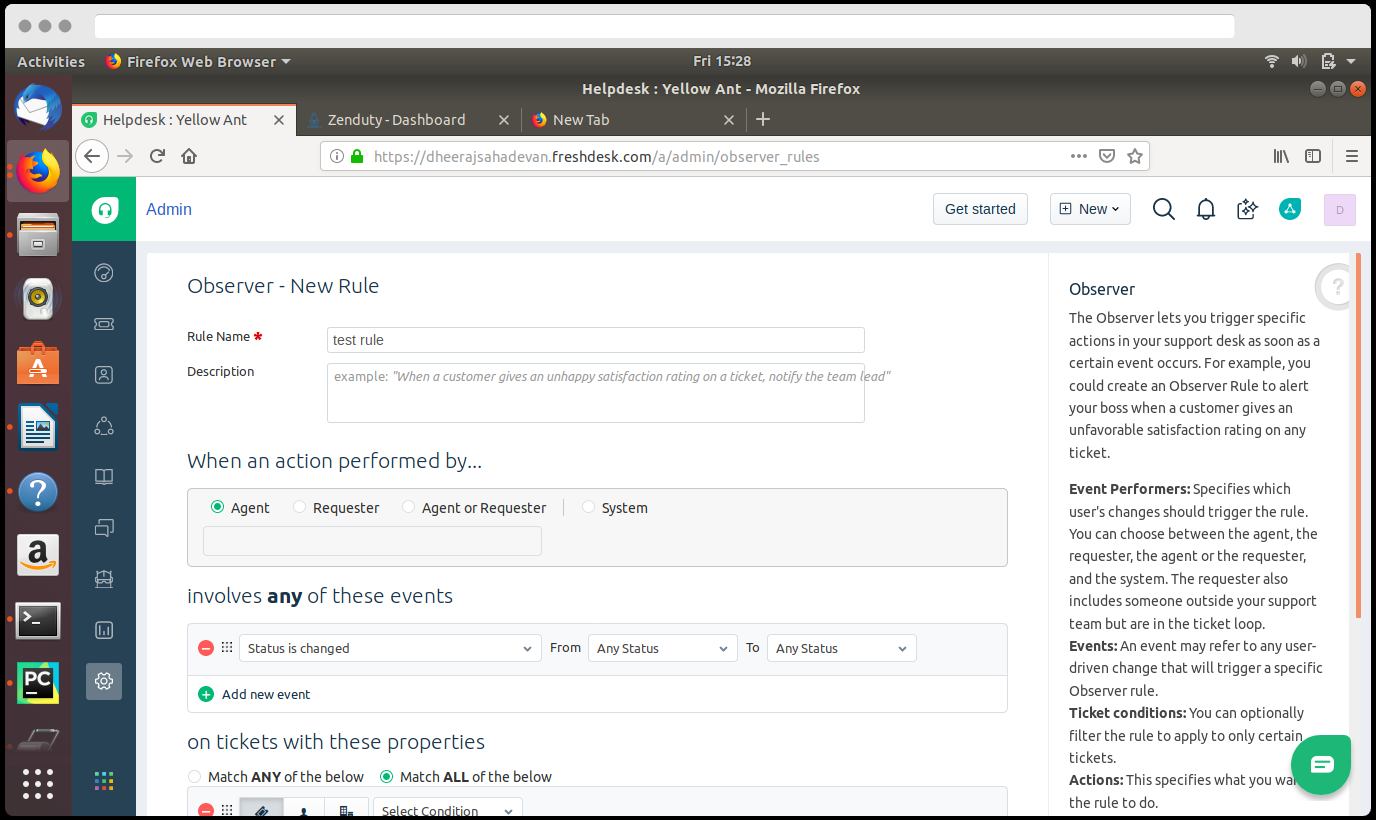 Activities Firefox Web Browser Fri 15:28
Helpdesk : Yellow Ant - Mozilla Firefox
Helpdesk : Yellow Ant Zenduty - Dashboard New Tab
https://dheerajsahadevan.freshdesk.com/a/admin/observer_rules
Admin Get started New D
Observer - New Rule
Rule Name *
test rule
Description
example: "When a customer gives an unhappy satisfaction rating on a ticket, notify the team lead"
When an action performed by...
Agent Requester Agent or Requester System
involves any of these events
Status is changed From Any Status To Any Status
Add new event
on tickets with these properties
Match ANY of the below Match ALL of the below
Select Condition
Observer
?
The Observer lets you trigger specific
actions in your support desk as soon as a
certain event occurs. For example, you
could create an Observer Rule to alert
your boss when a customer gives an
unfavorable satisfaction rating on any
ticket.
Event Performers: Specifies which
user's changes should trigger the rule.
You can choose between the agent, the
requester, the agent or the requester,
and the system. The requester also
includes someone outside your support
team but are in the ticket loop.
Events: An event may refer to any user-
driven change that will trigger a specific
Observer rule.
Ticket conditions: You can optionally
filter the rule to apply to only certain
tickets.
Actions: This specifies what you wa
the rule to do.
?
a
>_
PC